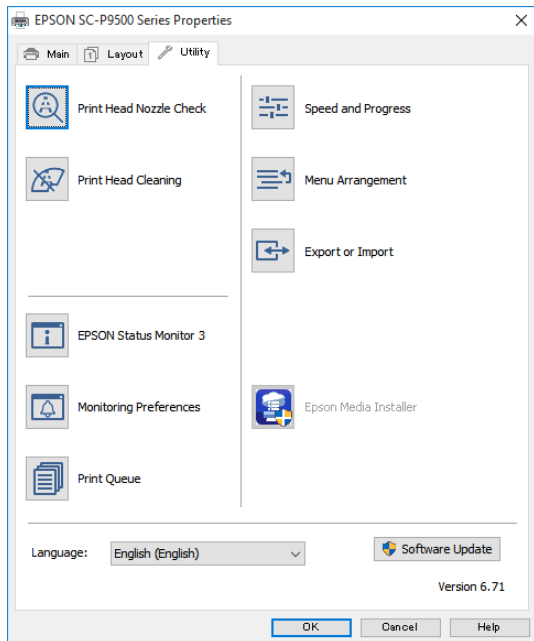 EPSON SC-P9500 Series Properties
Main
Layout
Utility
Print Head Nozzle Check
Speed and Progress
Print Head Cleaning
Menu Arrangement
Export or Import
EPSON Status Monitor 3
Monitoring Preferences
Epson Media Installer
Print Queue
Language:
English (English)
Software Update
Version 6.71
OK
Cancel
Help